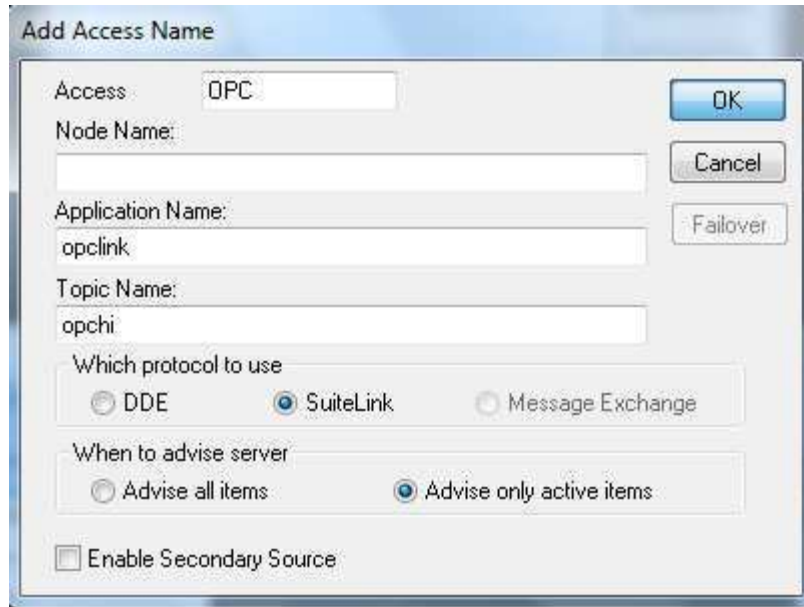 Add Access Name
Access OPC
OK
Node Name:
Cancel
Application Name:
Failover
opclink
Topic Name:
opchi
Which protocol to use
DDE SuiteLink Message Exchange
When to advise server
Advise all items Advise only active items
Enable Secondary Source